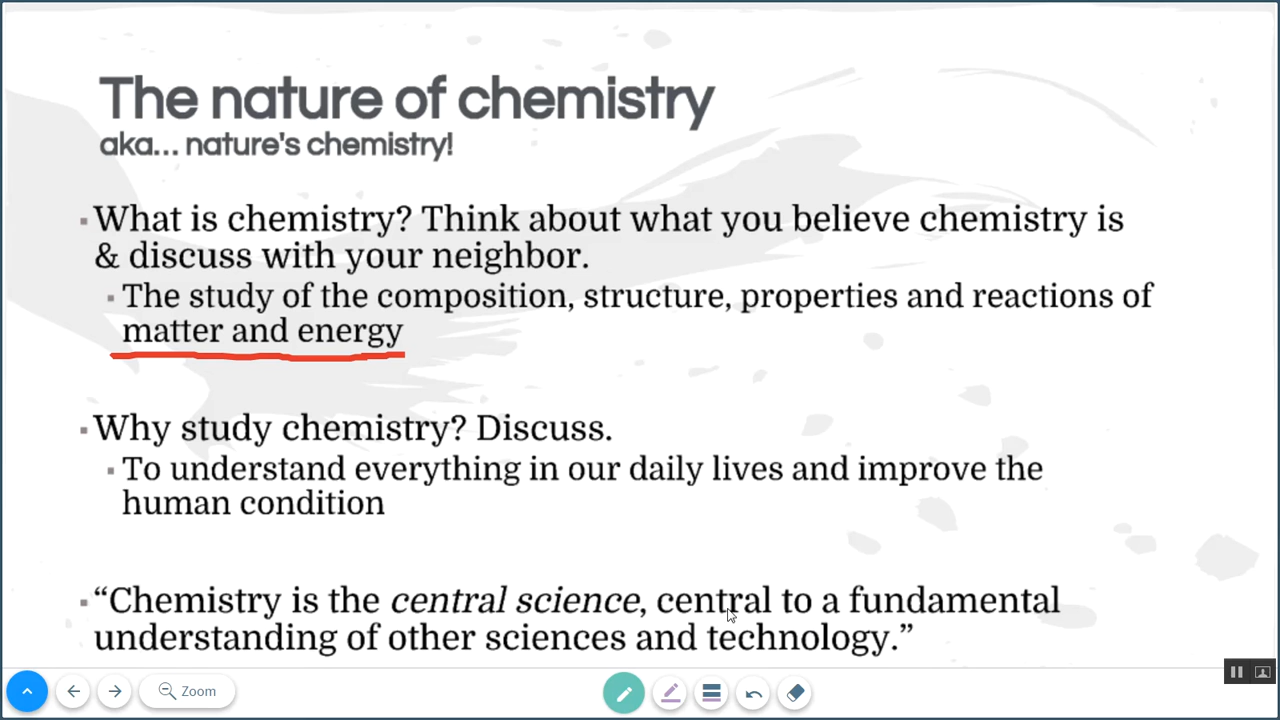 The nature of chemistry
aka... nature's chemistry!
▪ What is chemistry? Think about what you believe chemistry is
& discuss with your neighbor.
▪ The study of the composition, structure, properties and reactions of
matter and energy
▪ Why study chemistry? Discuss.
▪ To understand everything in our daily lives and improve the
human condition
▪ “Chemistry is the central science, central to a fundamental
understanding of other sciences and technology.”
Zoom